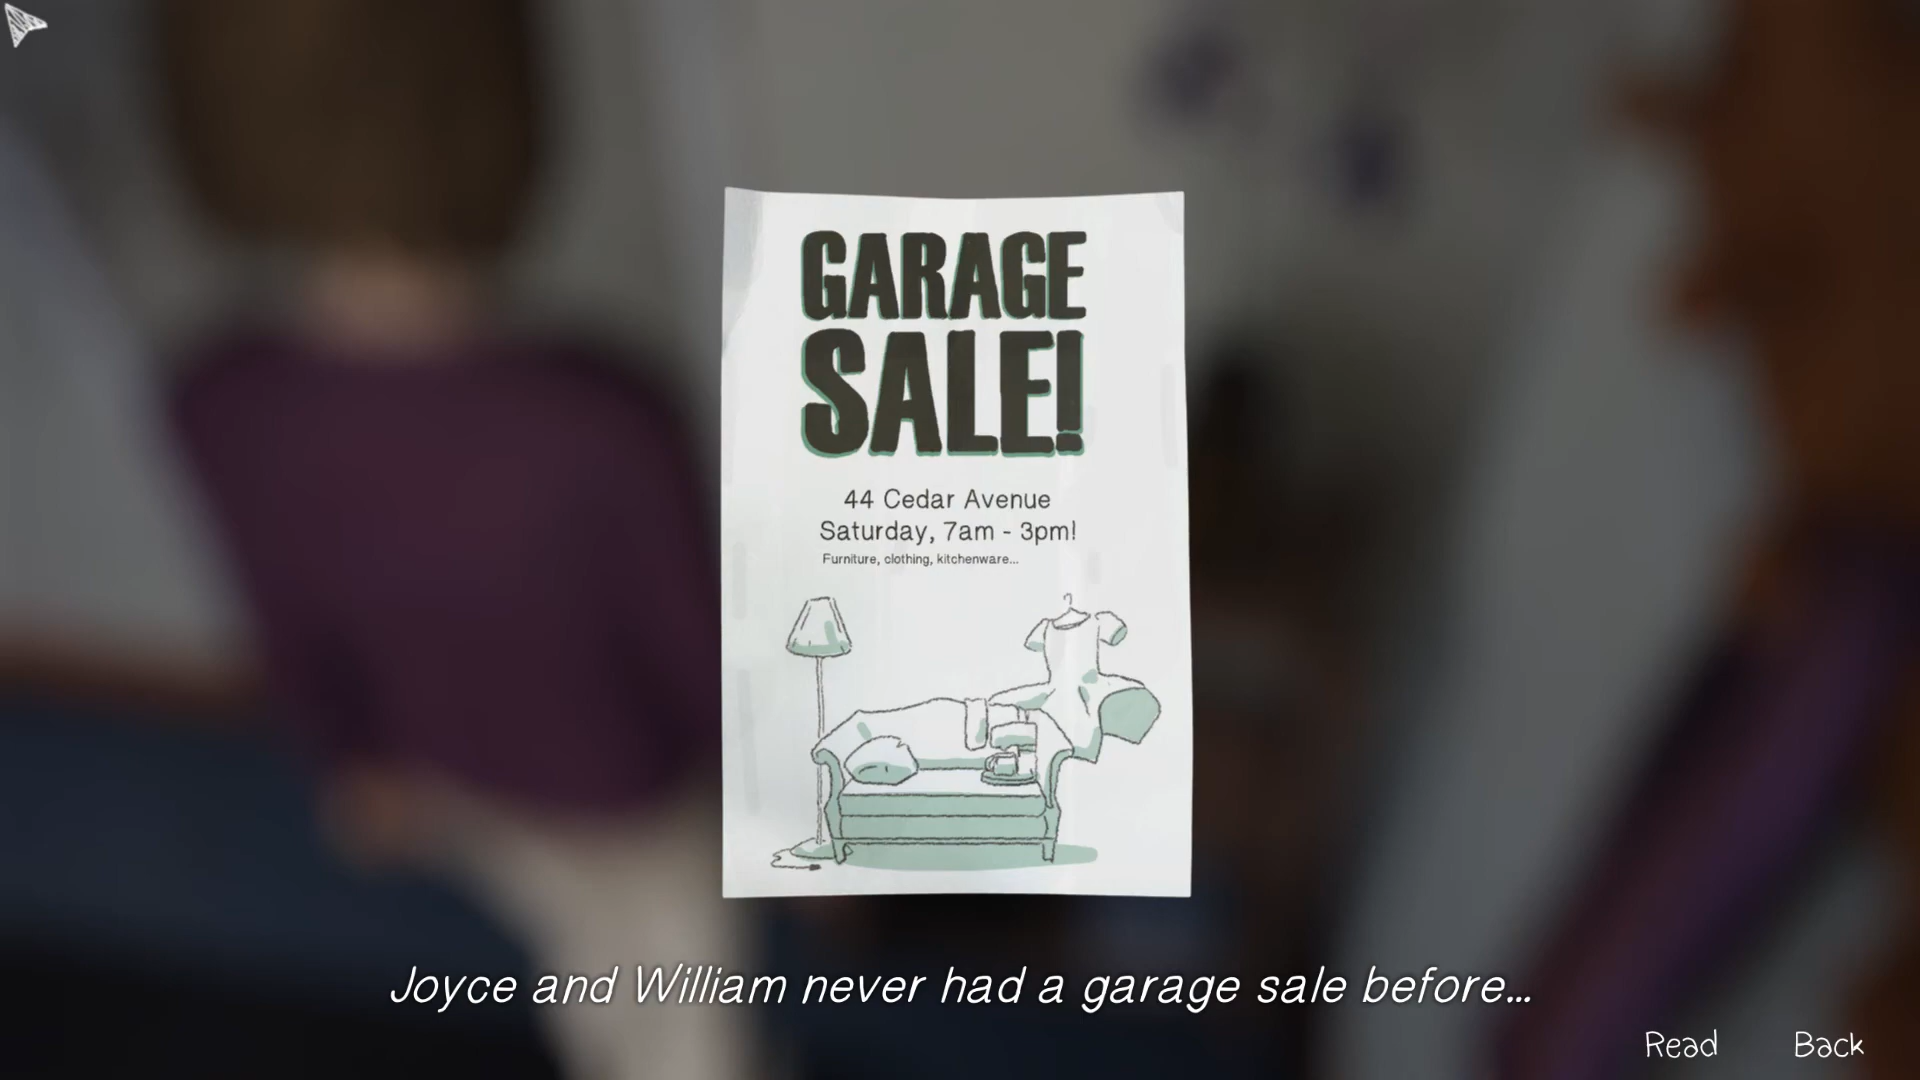 GARAGE
SALE!
44 Cedar Avenue
Saturday, 7am - 3pm!
Furniture, clothing, kitchenware...
Joyce and William never had a garage sale before...
Read
Back